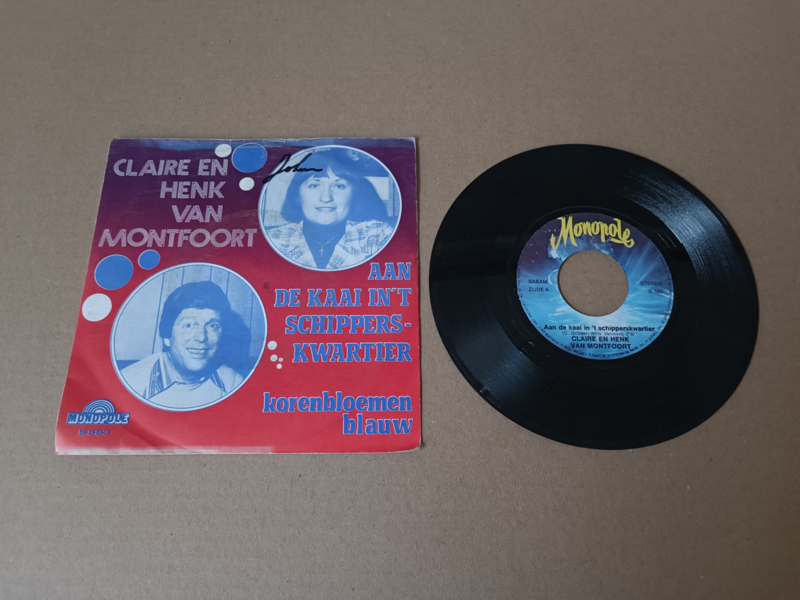 CLAIRE EN
HENK
VAN
MONTFOORT
AAN
DE KAAI IN'T
SCHIPPERS-
KWARTIER
korenbloemen
blauw
MONOPOLE
Monopole
SABAM
STEREO
ZIJDE A
Aan de kaai in 't schipperskwartier
CLAIRE EN HENK
VAN MONTFOORT